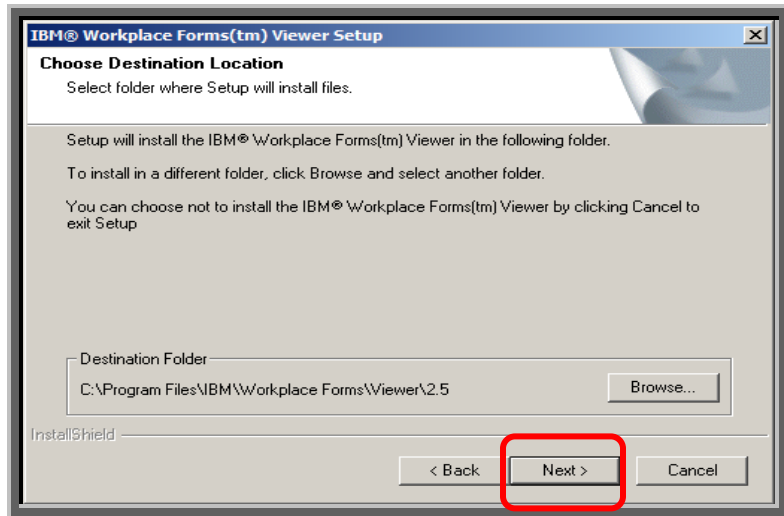 IBM® Workplace Forms(tm) Viewer Setup
Choose Destination Location
Select folder where Setup will install files.
Setup will install the IBM® Workplace Forms(tm) Viewer in the following folder.
To install in a different folder, click Browse and select another folder.
You can choose not to install the IBM® Workplace Forms(tm) Viewer by clicking Cancel to
exit Setup
Destination Folder
C:\Program Files\IBM\Workplace Forms\Viewer\2.5
Browse...
InstallShield
< Back
Next >
Cancel